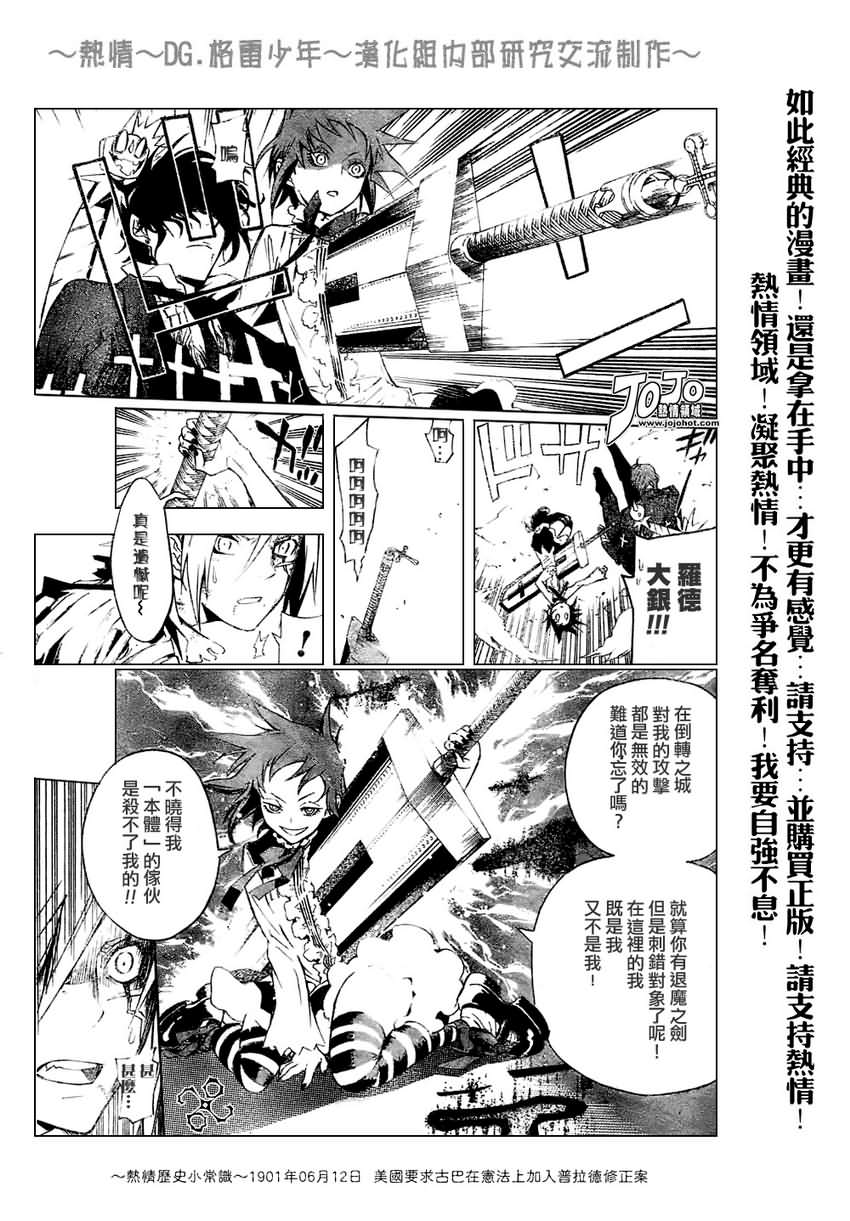 ～熱情～DG.格雷少年～漢化組内部研究交流制作～
如此經典的漫畫！還是拿在手中…才更有感覺…請支持…並購買正版！請支持熱情！
熱情領域！凝聚熱情！不為爭名奪利！我要自強不息！
嗚
JOJO
熱情領域
www.jojohot.com
羅德
大銀!!!
呵
呵
呵
呵
呵
呵
真是遺憾呢～
！
在倒轉之城
對我的攻擊
都是無效的
難道你忘了嗎？
就算你有退魔之劍
但是刺錯對象了呢！
在這裡的我
既是我
又不是我！
不曉得我
「本體」的傢伙
是殺不了我的!!
甚
甚麼…
～熱情歷史小常識～1901年06月12日 美國要求古巴在憲法上加入普拉德修正案